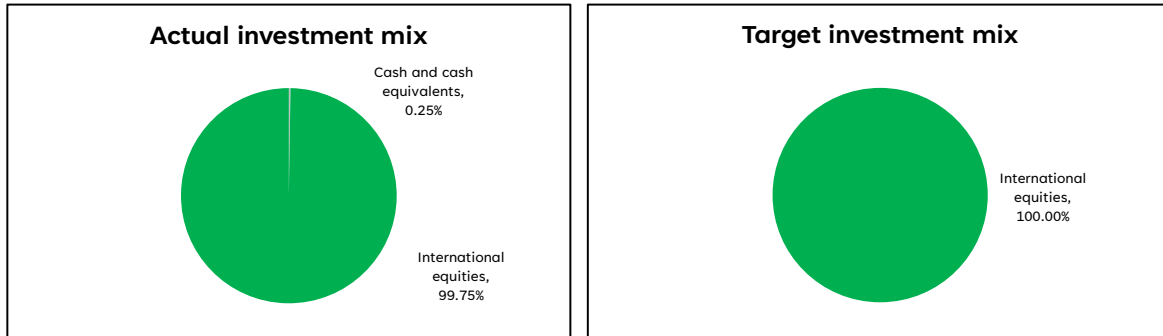 Actual investment mix
Cash and cash
equivalents,
0.25%
International
equities,
99.75%
Target investment mix
International
equities,
100.00%